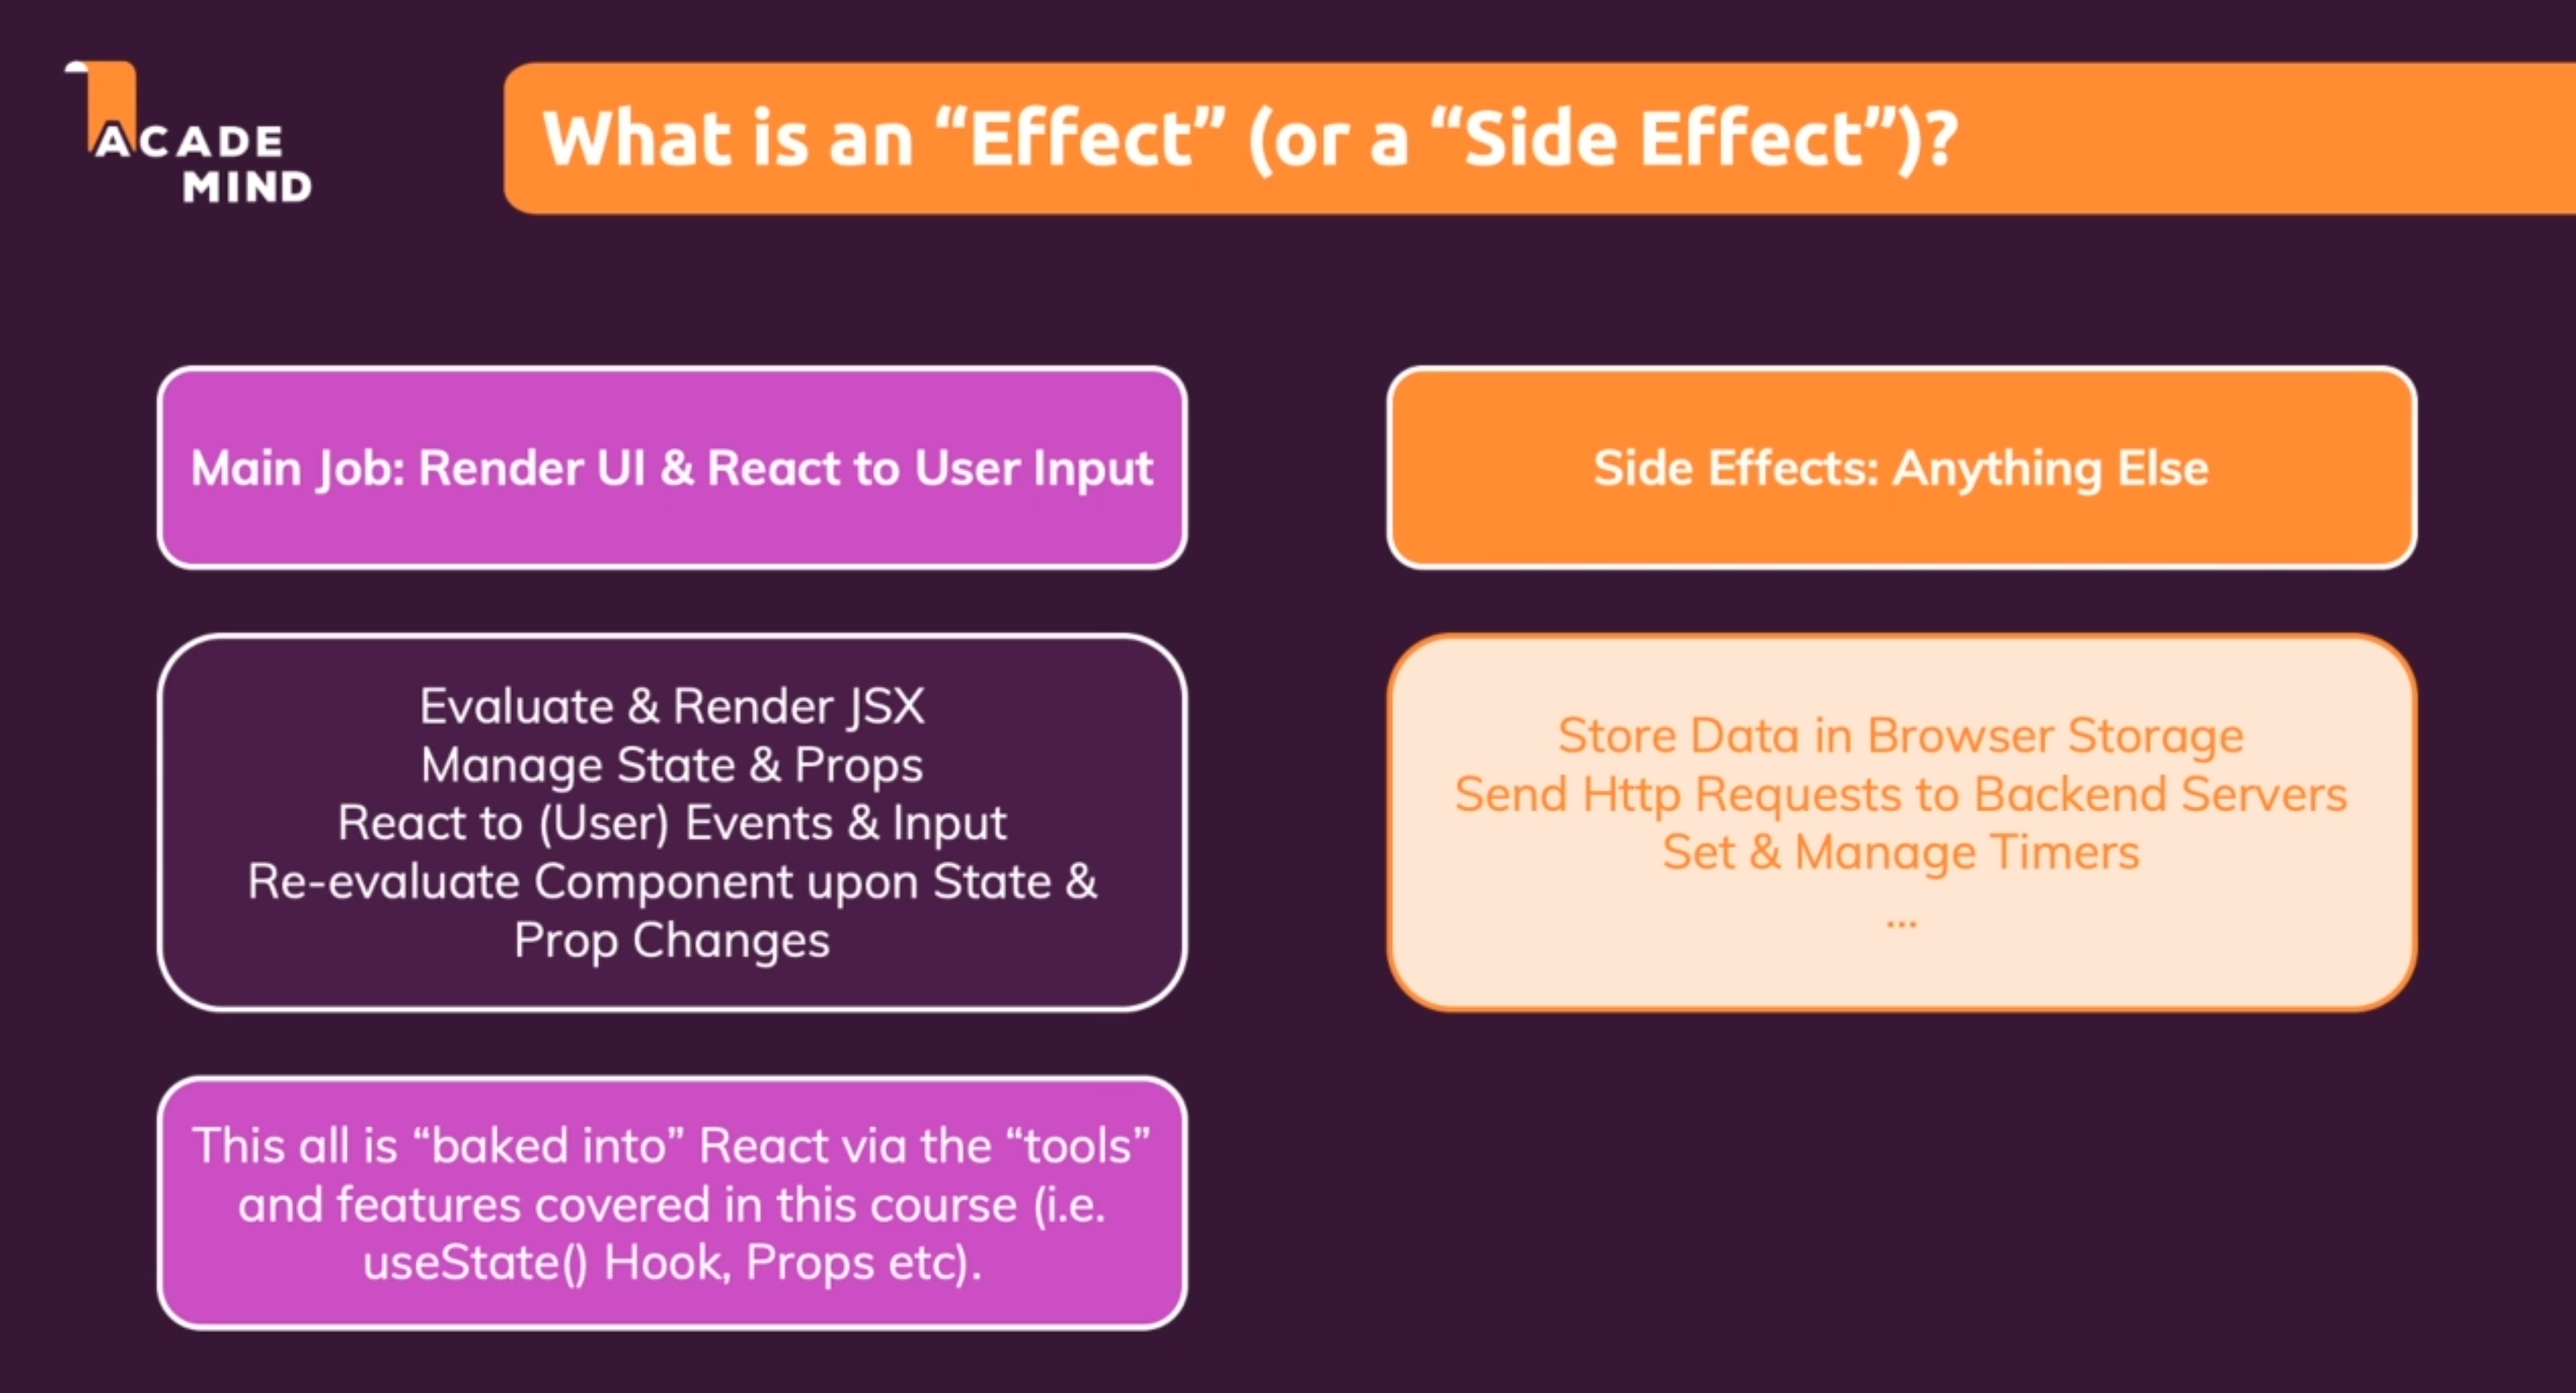 ACADE
MIND
What is an “Effect” (or a “Side Effect”)?
Main Job: Render UI & React to User Input
Evaluate & Render JSX
Manage State & Props
React to (User) Events & Input
Re-evaluate Component upon State &
Prop Changes
This all is “baked into” React via the “tools”
and features covered in this course (i.e.
useState() Hook, Props etc).
Side Effects: Anything Else
Store Data in Browser Storage
Send Http Requests to Backend Servers
Set & Manage Timers
...